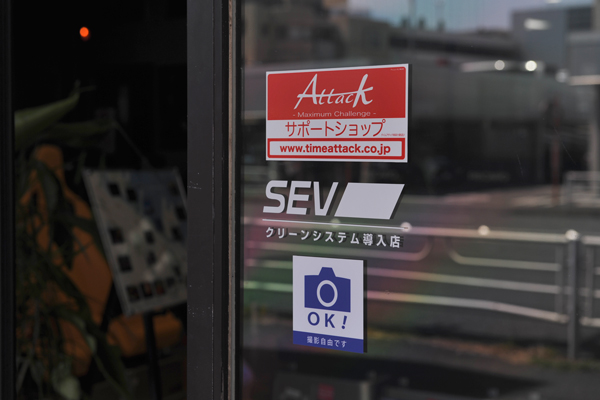 Attack
- Maximum Challenge -
サポートショップ
www.timeattack.co.jp
SEV
クリーンシステム導入店
OK!
撮影自由です